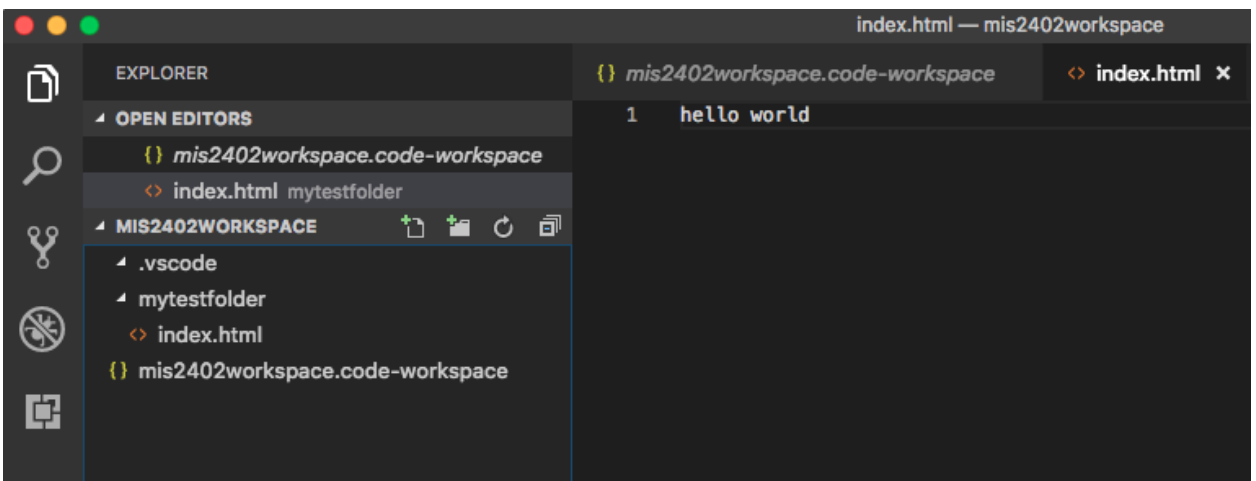 index.html — mis2402workspace
EXPLORER
OPEN EDITORS
{} mis2402workspace.code-workspace
<> index.html mytestfolder
MIS2402WORKSPACE
.vscode
mytestfolder
<> index.html
{} mis2402workspace.code-workspace
{} mis2402workspace.code-workspace <> index.html ×
1 hello world